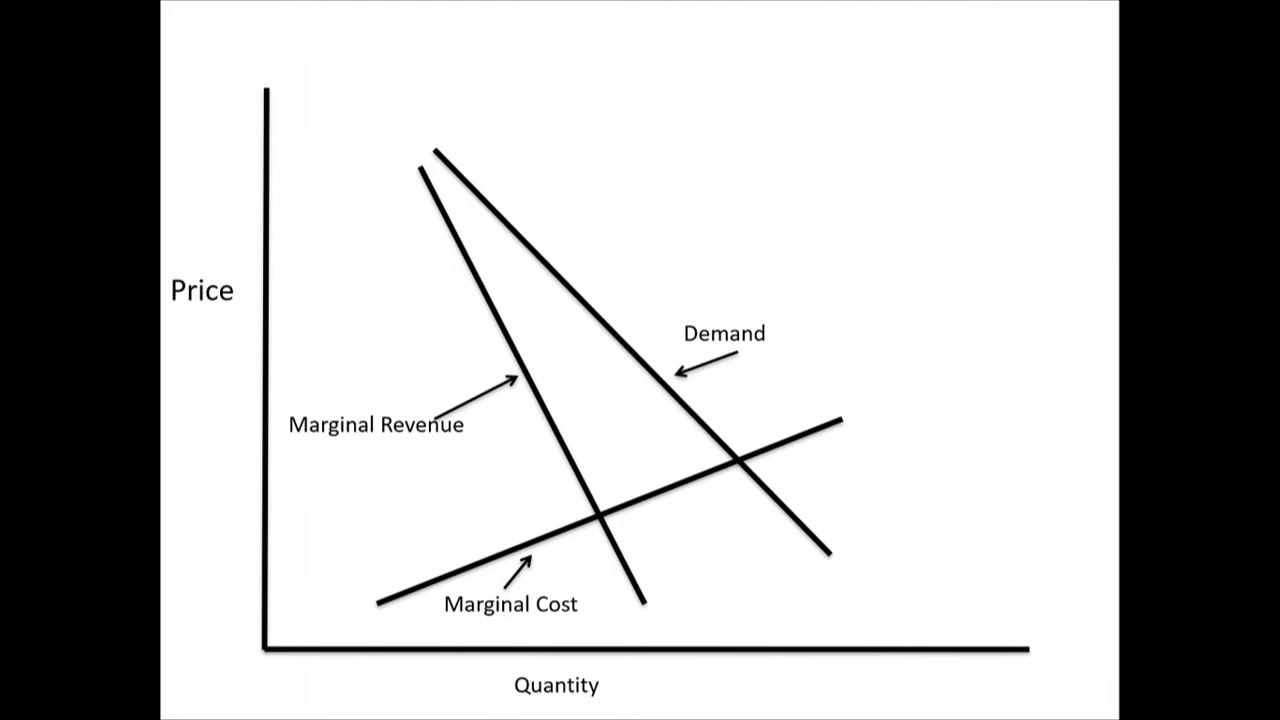 Price
Demand
Marginal Revenue
Marginal Cost
Quantity